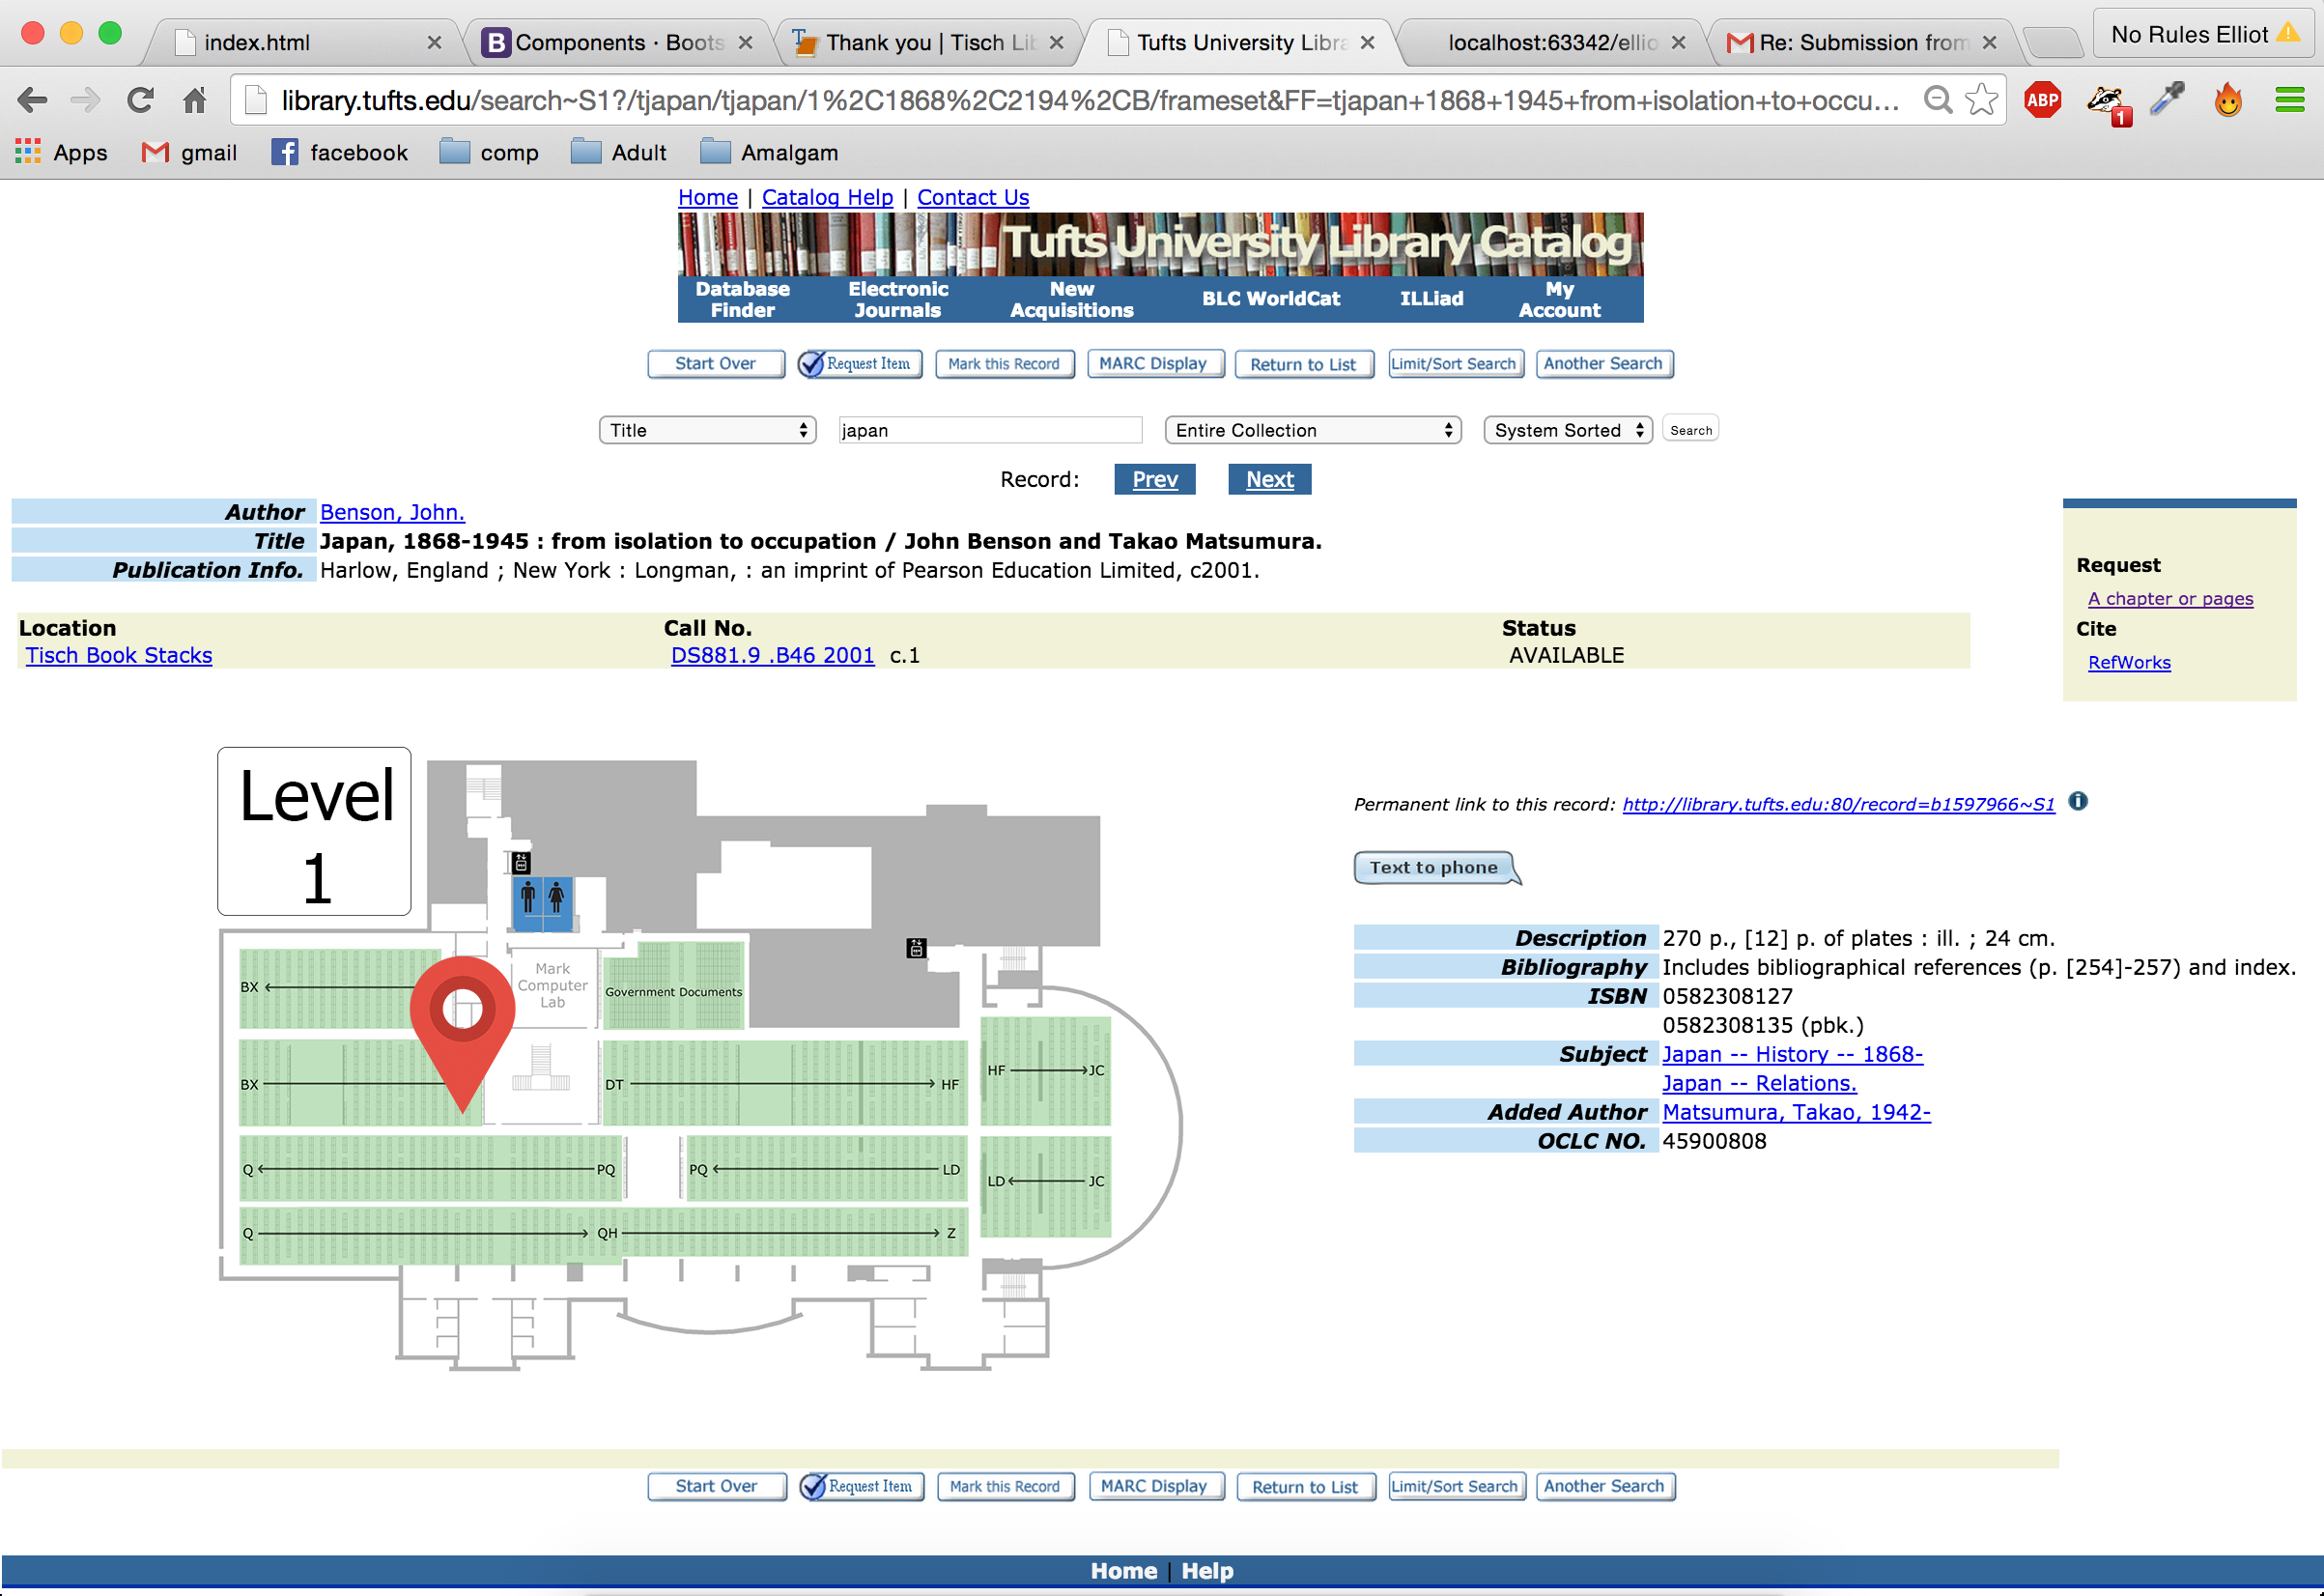 index.html
B Components · Boots
Thank you | Tisch Lib
Tufts University Libra
localhost:63342/ellio
Re: Submission from
No Rules Elliot
library.tufts.edu/search~S1?/tjapan/tjapan/1%2C1868%2C2194%2CB/frameset&FF=tjapan+1868+1945+from+isolation+to+occu...
ABP
1
Apps gmail facebook comp Adult Amalgam
Home | Catalog Help | Contact Us
Tufts University Library Catalog
Database Finder
Electronic Journals
New Acquisitions
BLC WorldCat
ILLiad
My Account
Start Over Request Item Mark this Record MARC Display Return to List Limit/Sort Search Another Search
Title japan Entire Collection System Sorted Search
Record: Prev Next
Author Benson, John.
Title Japan, 1868-1945 : from isolation to occupation / John Benson and Takao Matsumura.
Publication Info. Harlow, England ; New York : Longman, : an imprint of Pearson Education Limited, c2001.
Request
A chapter or pages
Cite
RefWorks
Location Call No. Status
Tisch Book Stacks DS881.9 .B46 2001 c.1 AVAILABLE
Level
1
Mark
Computer
Lab
Government Documents
BX
BX
DT HF
HF JC
Q PQ
PQ LD
LD JC
Q QH Z
Permanent link to this record: http://library.tufts.edu:80/record=b1597966~S1
Text to phone
Description 270 p., [12] p. of plates : ill. ; 24 cm.
Bibliography Includes bibliographical references (p. [254]-257) and index.
ISBN 0582308127
0582308135 (pbk.)
Subject Japan -- History -- 1868-
Japan -- Relations.
Added Author Matsumura, Takao, 1942-
OCLC NO. 45900808
Start Over Request Item Mark this Record MARC Display Return to List Limit/Sort Search Another Search
Home | Help